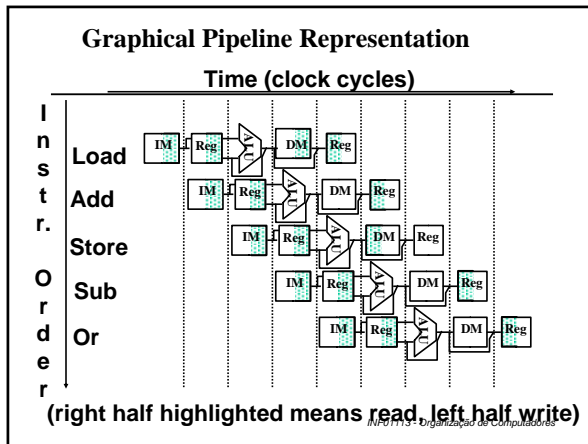 Graphical Pipeline Representation
Time (clock cycles)
Instr. Order
Load IM Reg ALU DM Reg
Add IM Reg ALU DM Reg
Store IM Reg ALU DM Reg
Sub IM Reg ALU DM Reg
Or IM Reg ALU DM Reg
(right half highlighted means read, left half write)
INF01113 - Organização de Computadores